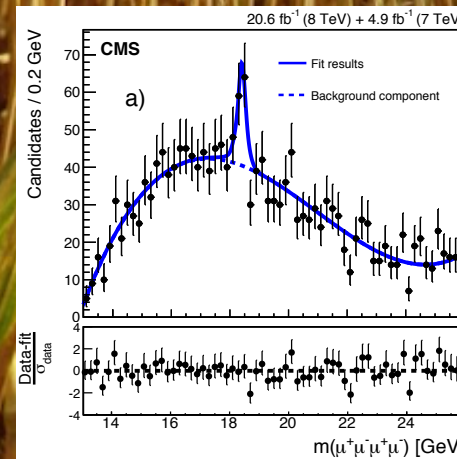 20.6 fb⁻¹ (8 TeV) + 4.9 fb⁻¹ (7 TeV
CMS
a)
Fit results
Background component
Candidates / 0.2 GeV
70
60
50
40
30
20
10
0
Data-fit
σdata
4
2
0
-2
-4
14 16 18 20 22 24
m(μ⁺μ⁻μ⁺μ⁻) [GeV